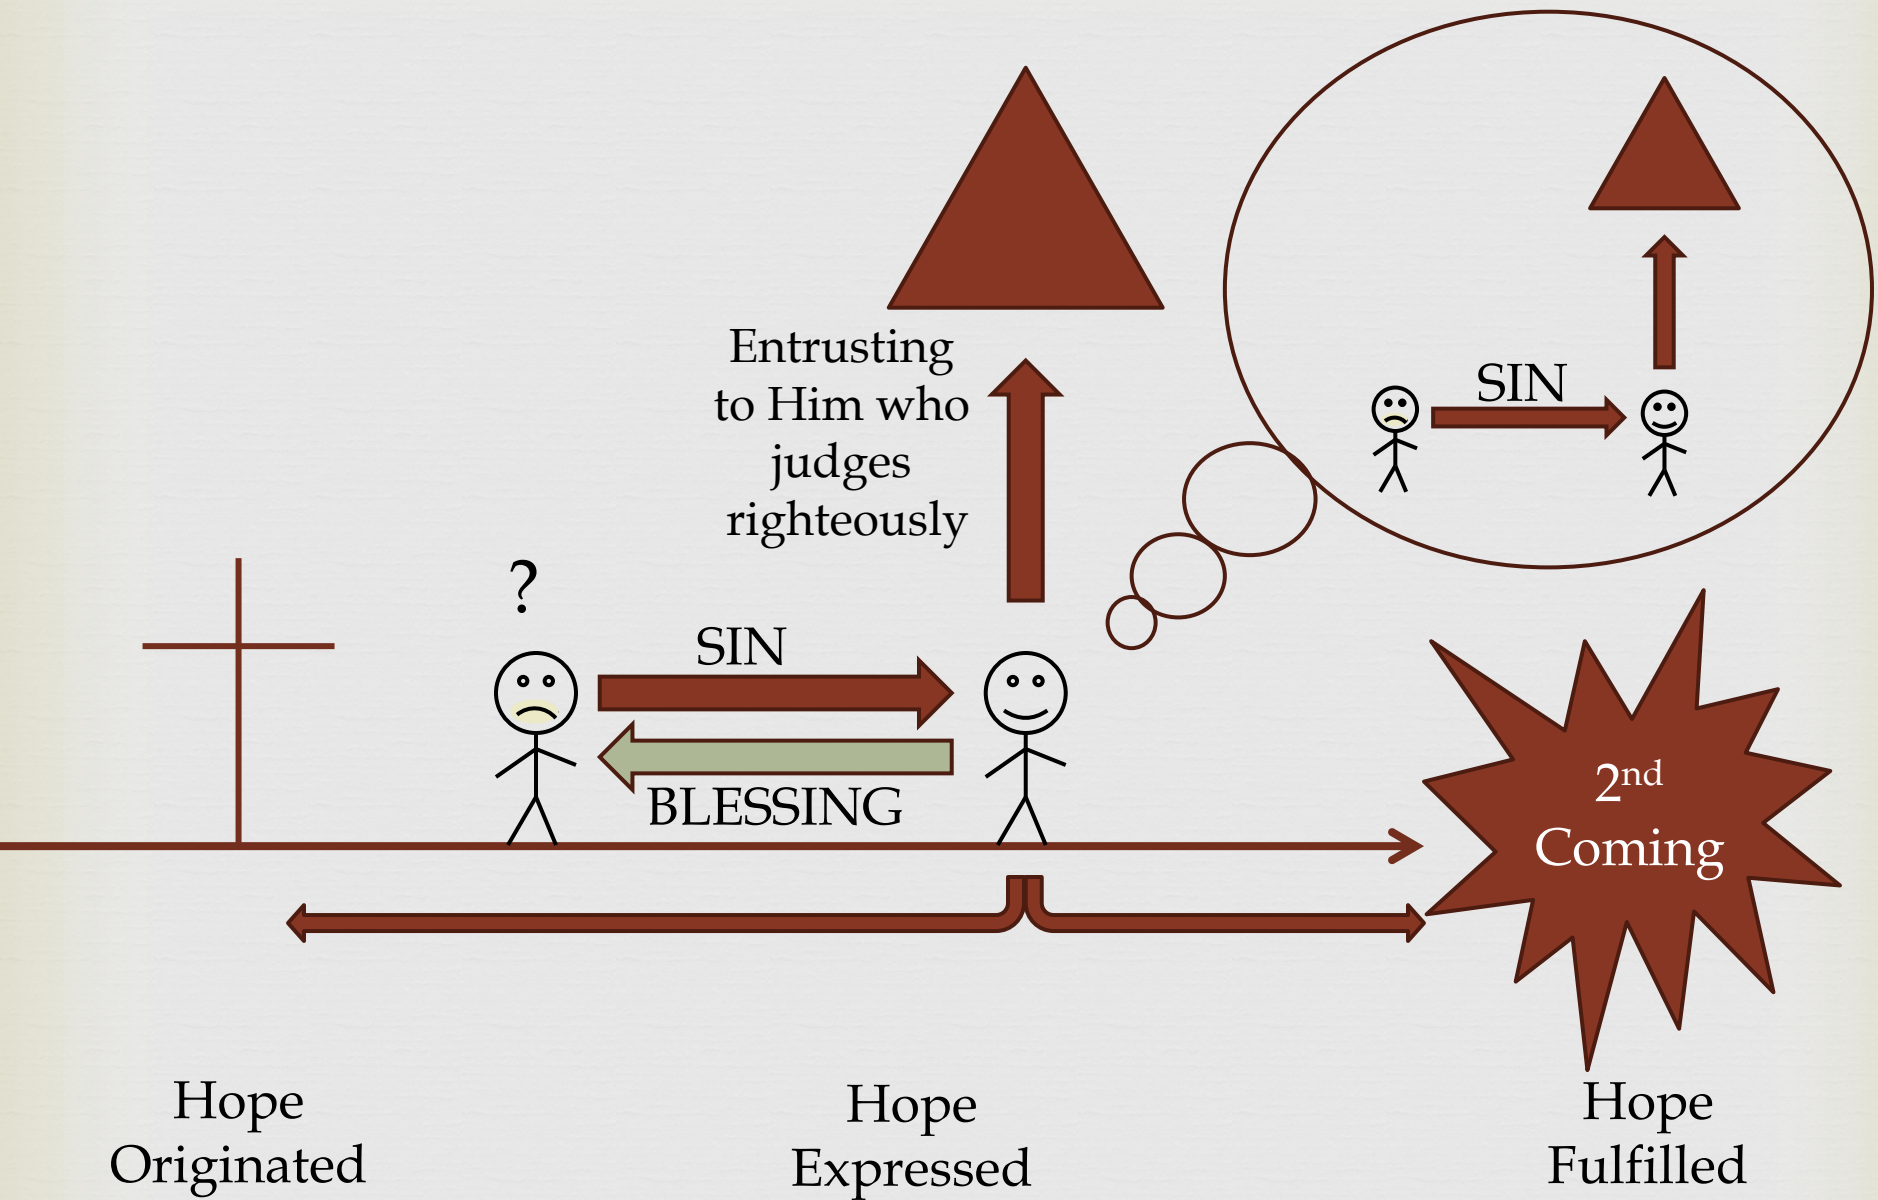 Entrusting
to Him who
judges
righteously
SIN
?
SIN
BLESSING
2nd
Coming
Hope
Originated
Hope
Expressed
Hope
Fulfilled